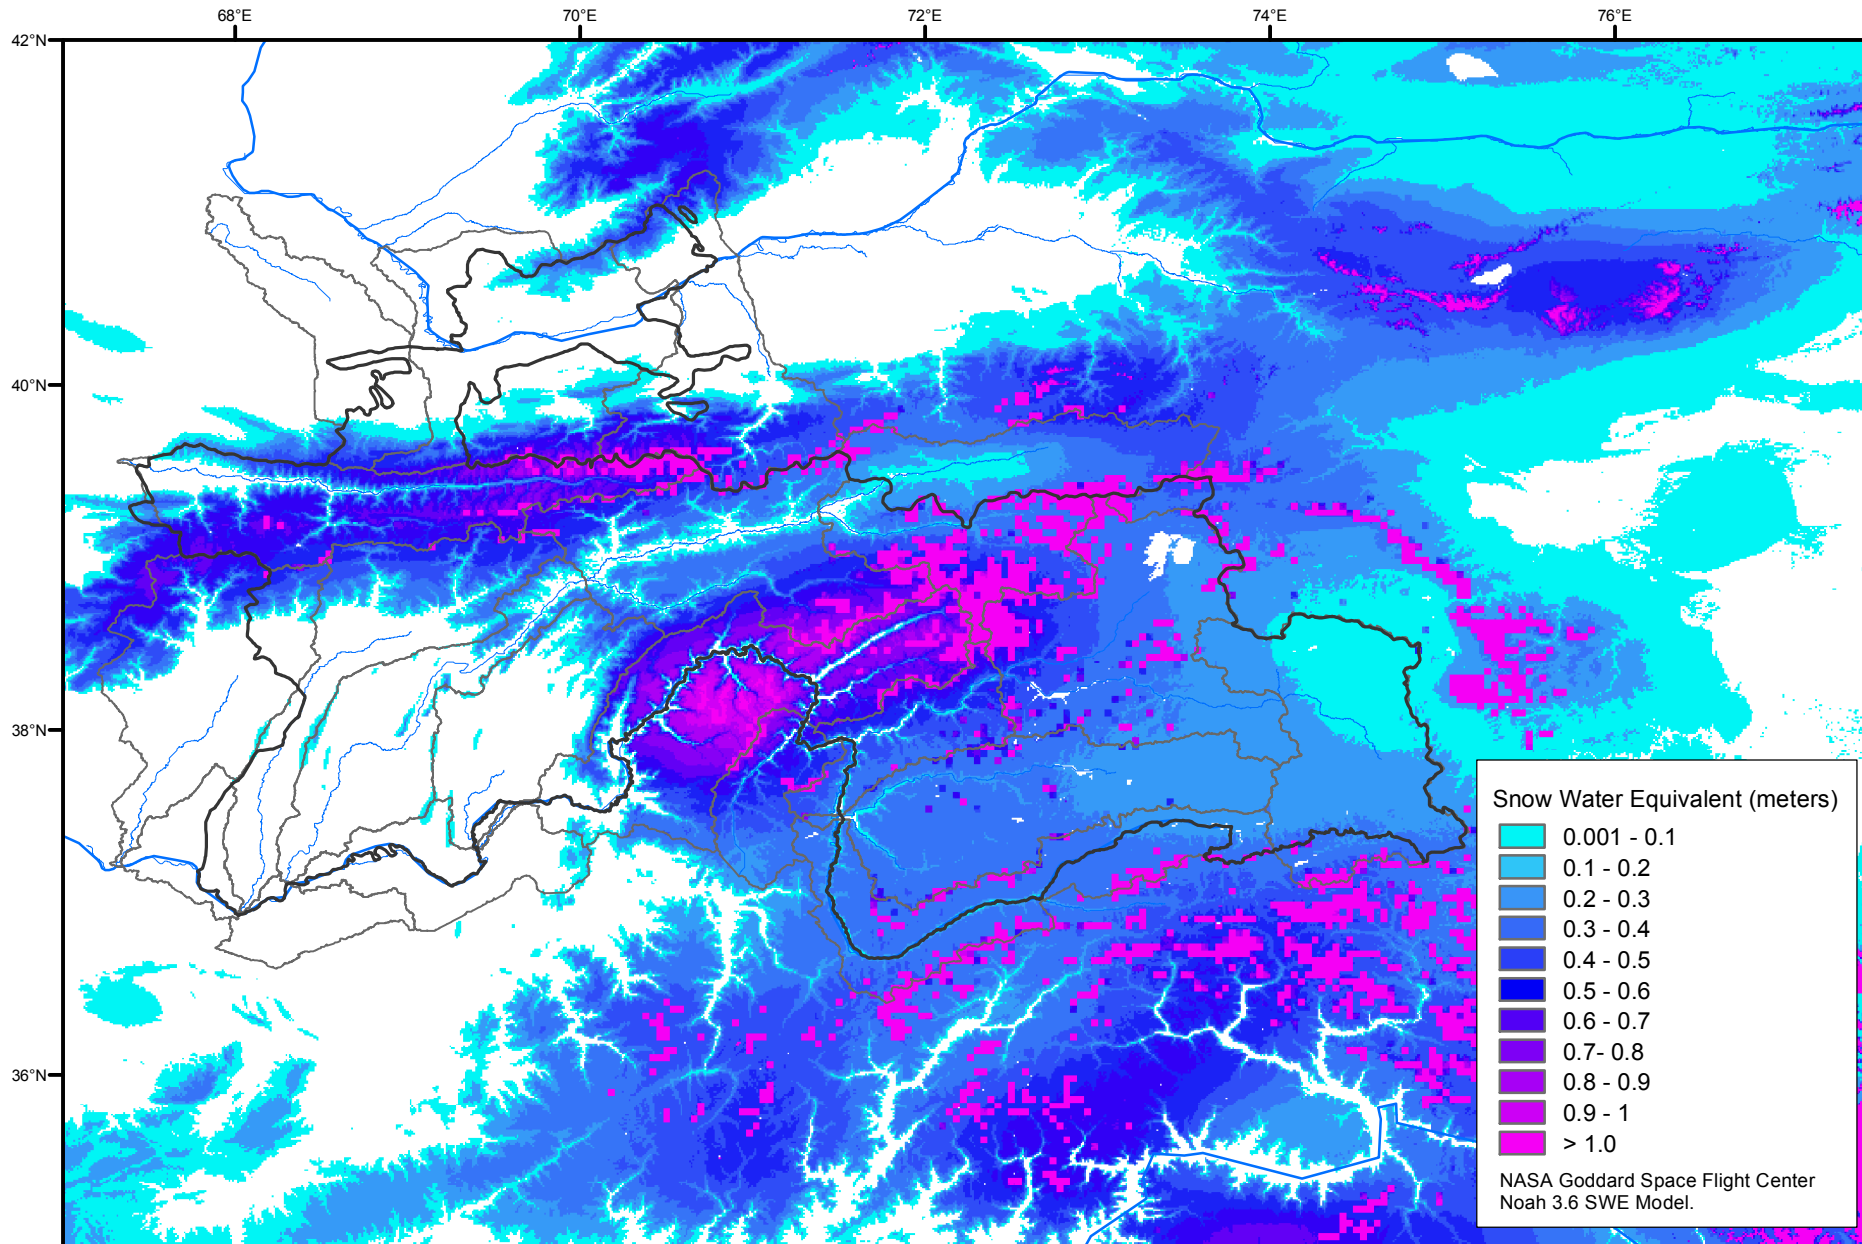 68°E 70°E 72°E 74°E 76°E
42°N
40°N
38°N
36°N
Snow Water Equivalent (meters)
0.001 - 0.1
0.1 - 0.2
0.2 - 0.3
0.3 - 0.4
0.4 - 0.5
0.5 - 0.6
0.6 - 0.7
0.7- 0.8
0.8 - 0.9
0.9 - 1
> 1.0
NASA Goddard Space Flight Center
Noah 3.6 SWE Model.